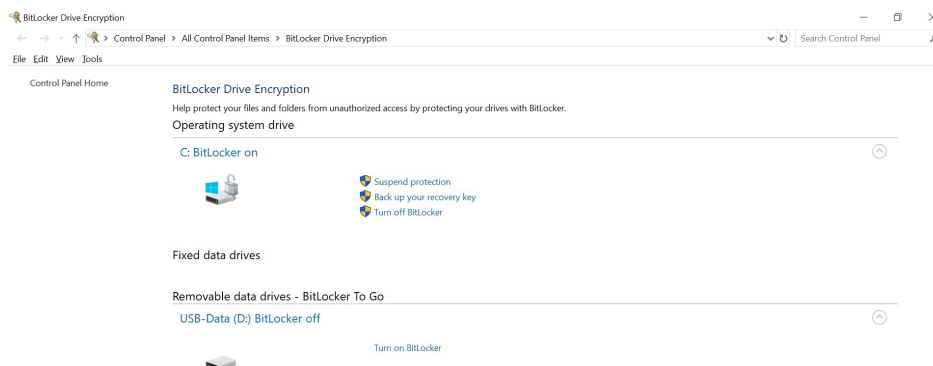 BitLocker Drive Encryption
Control Panel > All Control Panel Items > BitLocker Drive Encryption
Search Control Panel
File Edit View Tools
Control Panel Home
BitLocker Drive Encryption
Help protect your files and folders from unauthorized access by protecting your drives with BitLocker.
Operating system drive
C: BitLocker on
Suspend protection
Back up your recovery key
Turn off BitLocker
Fixed data drives
Removable data drives - BitLocker To Go
USB-Data (D:) BitLocker off
Turn on BitLocker